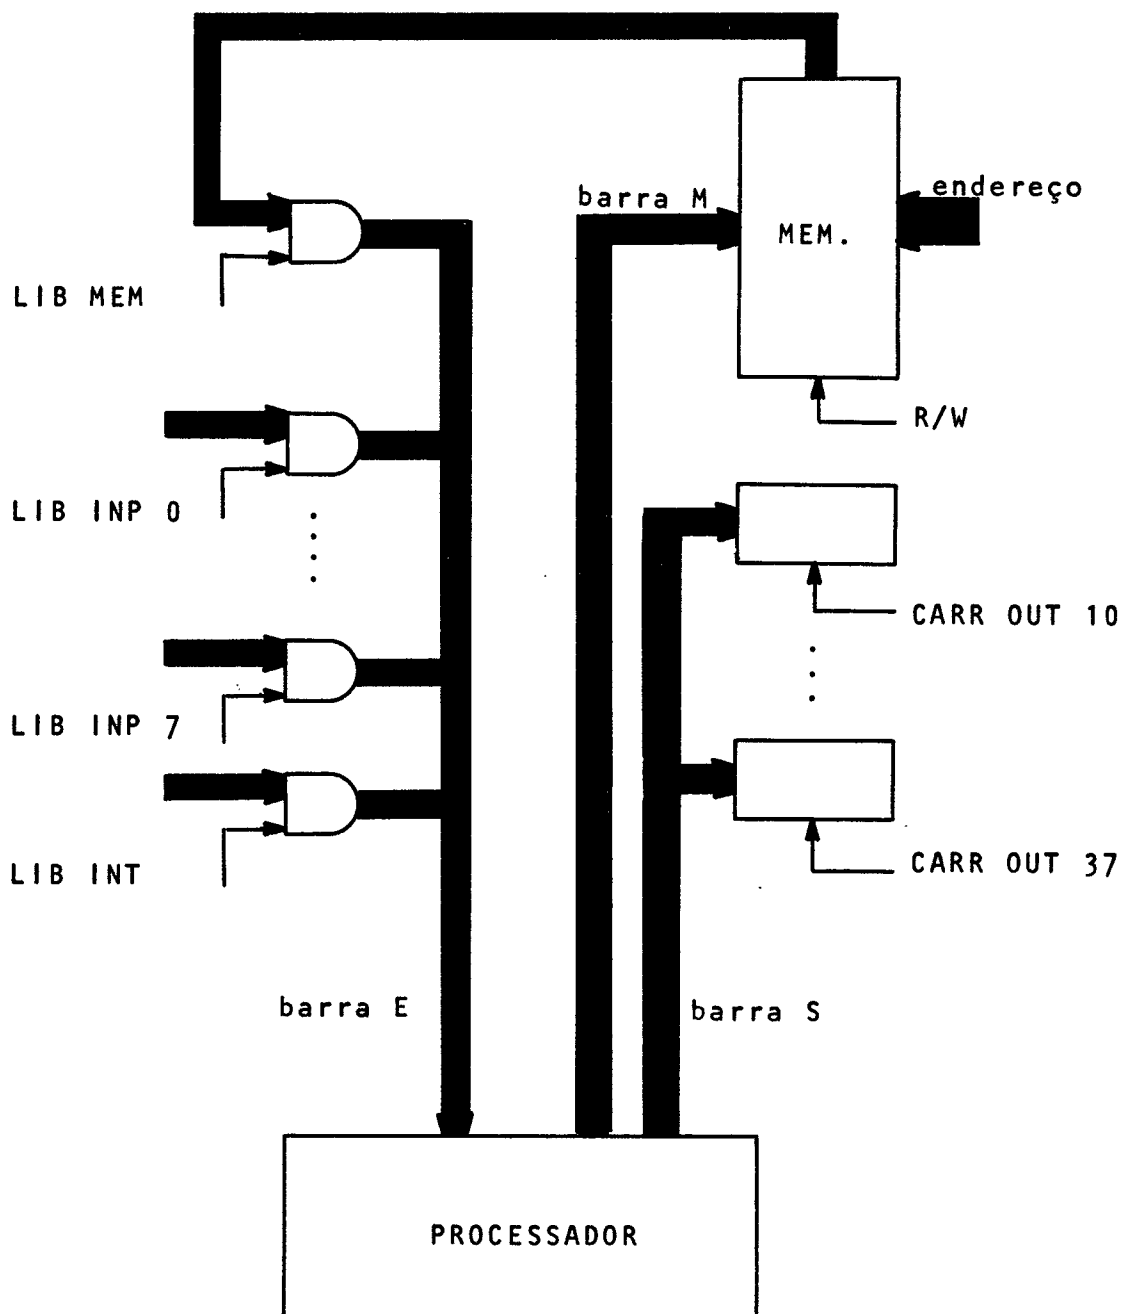 barra M
endereço
MEM.
LIB MEM
R/W
LIB INP 0
CARR OUT 10
LIB INP 7
LIB INT
CARR OUT 37
barra E
barra S
PROCESSADOR